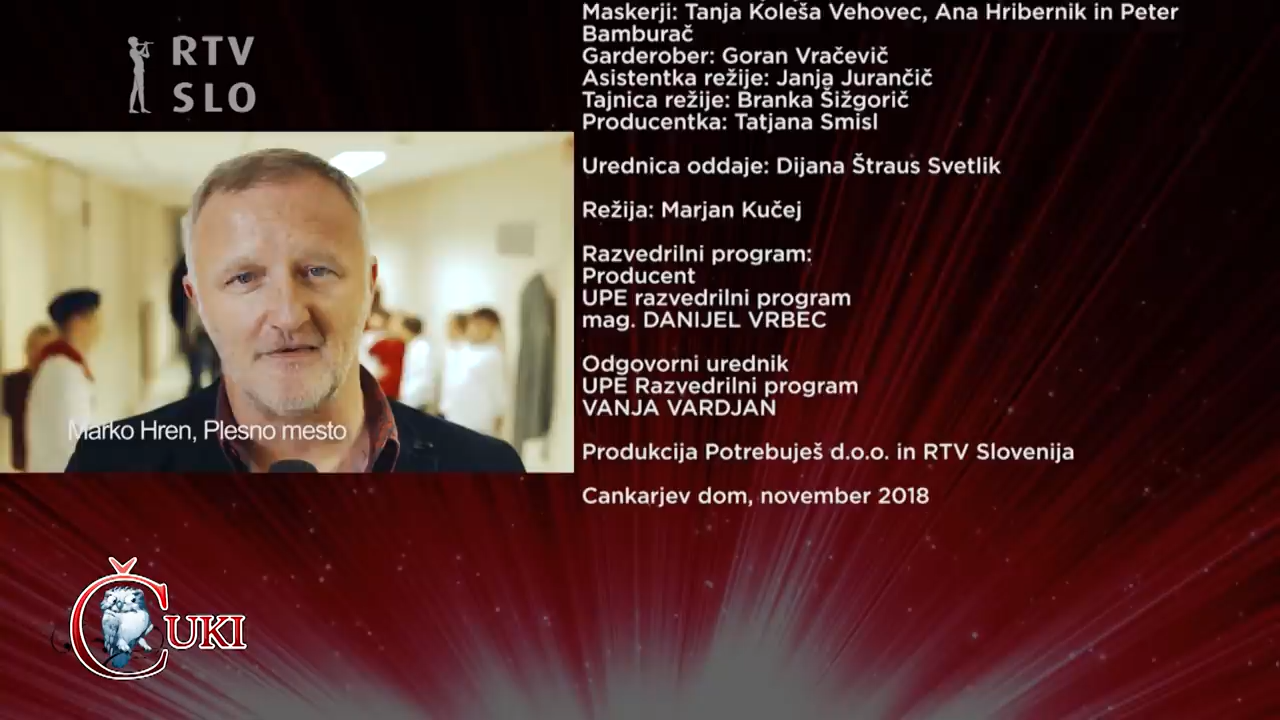 RTV
SLO
Maskerji: Tanja Koleša Vehovec, Ana Hribernik in Peter
Bamburač
Garderober: Goran Vračevič
Asistentka režije: Janja Jurančič
Tajnica režije: Branka Šižgorič
Producentka: Tatjana Smisl
Urednica oddaje: Dijana Štraus Svetlik
Režija: Marjan Kučej
Razvedrilni program:
Producent
UPE razvedrilni program
mag. DANIJEL VRBEC
Odgovorni urednik
UPE Razvedrilni program
VANJA VARDJAN
Produkcija Potrebuješ d.o.o. in RTV Slovenija
Cankarjev dom, november 2018
Marko Hren, Plesno mesto
ČUKI